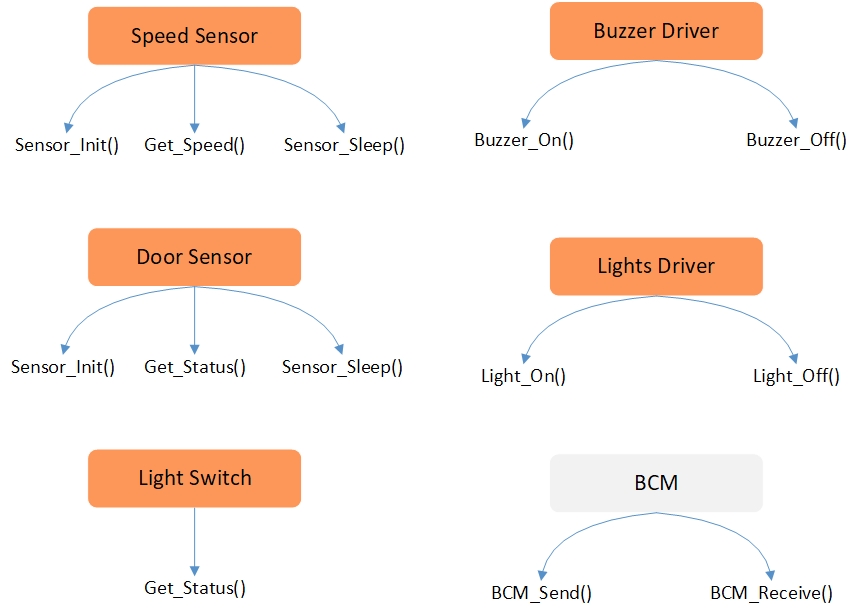 Speed Sensor
Sensor_Init()
Get_Speed()
Sensor_Sleep()
Buzzer Driver
Buzzer_On()
Buzzer_Off()
Door Sensor
Sensor_Init()
Get_Status()
Sensor_Sleep()
Lights Driver
Light_On()
Light_Off()
Light Switch
Get_Status()
BCM
BCM_Send()
BCM_Receive()